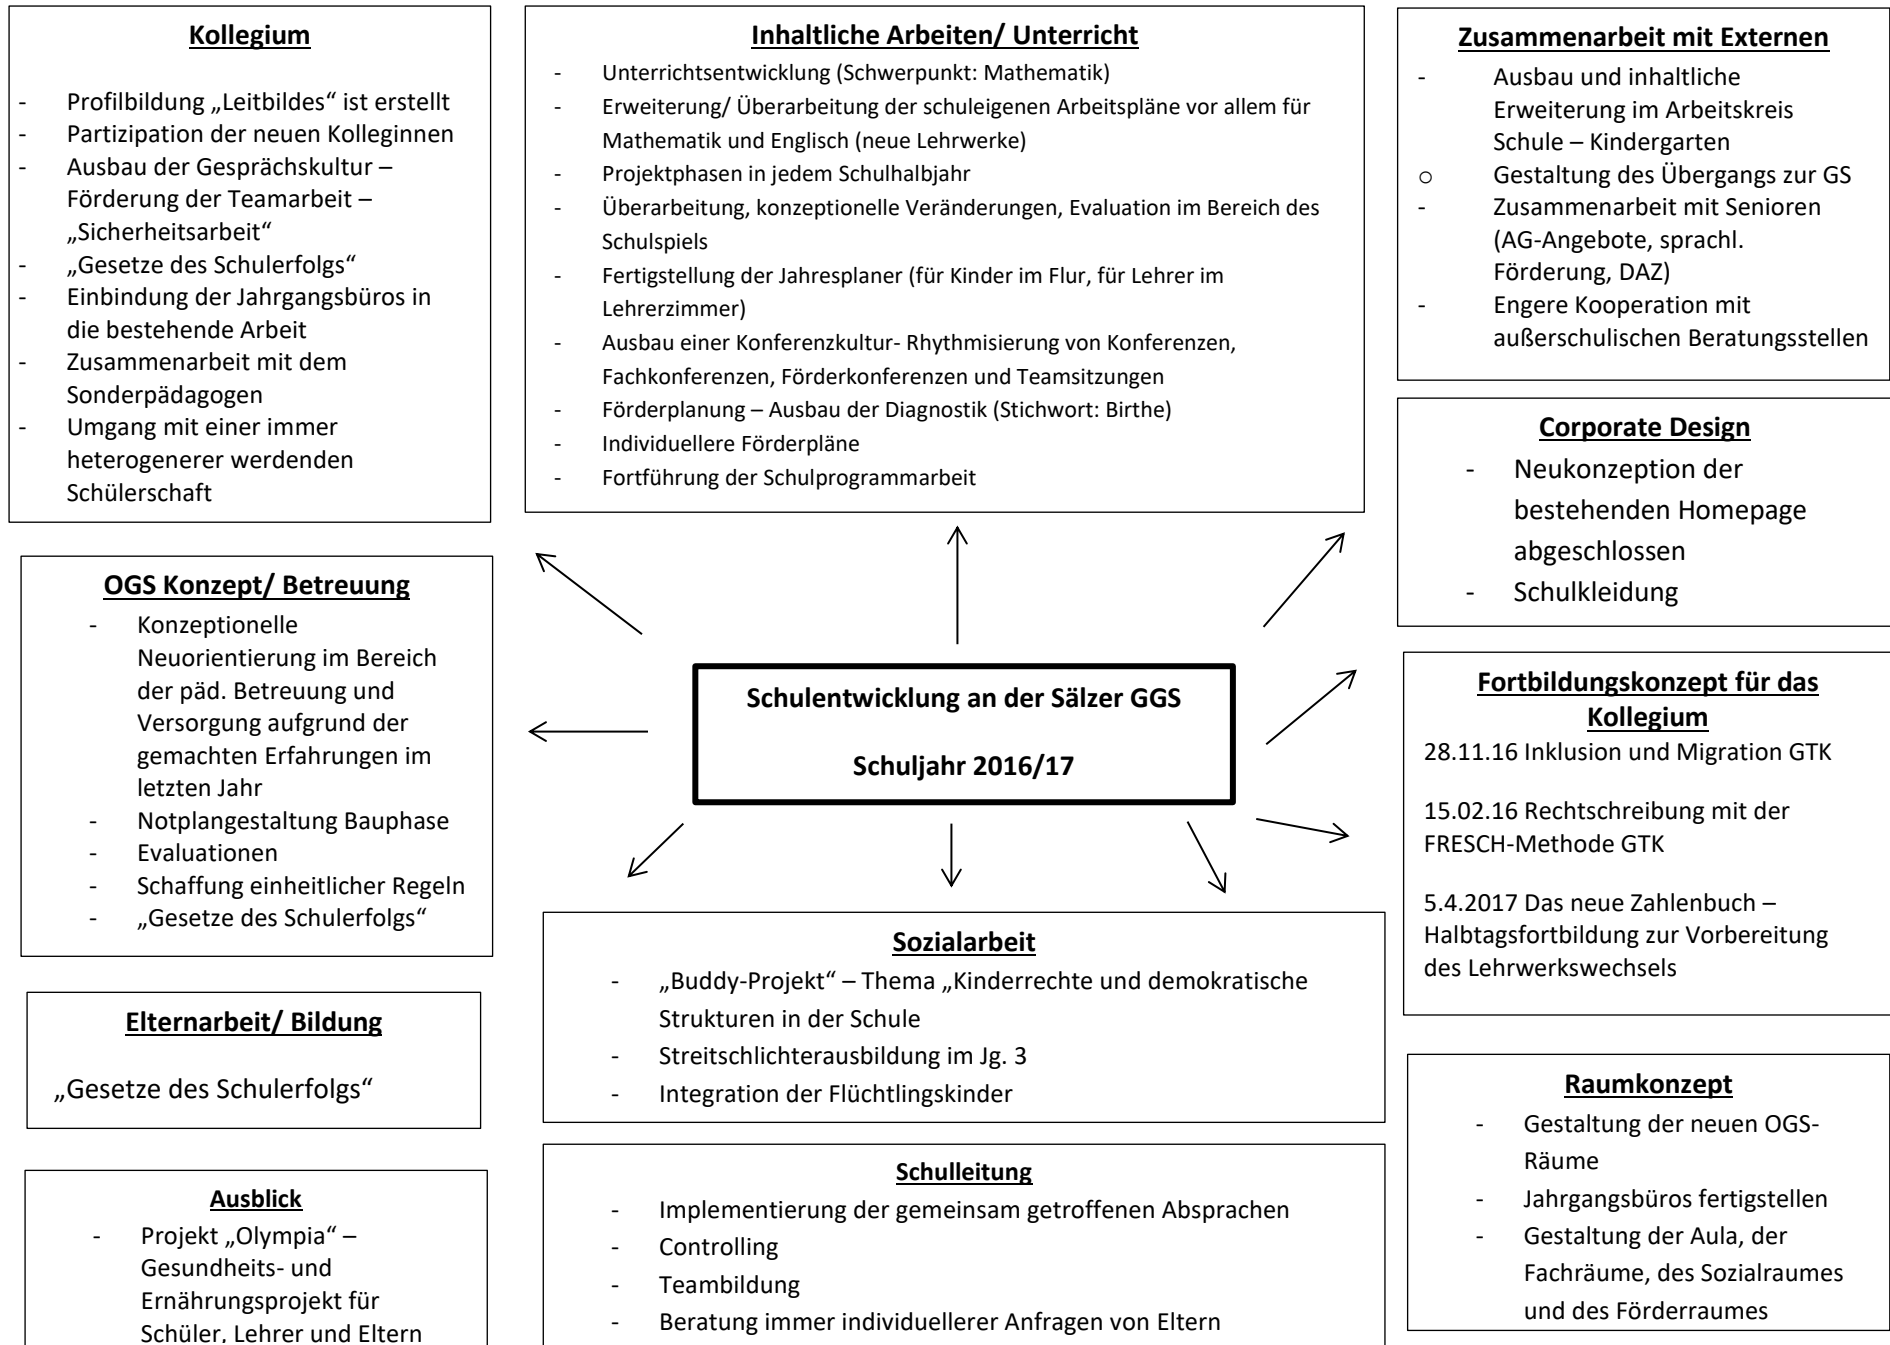 Kollegium
- Profilbildung „Leitbildes“ ist erstellt
- Partizipation der neuen Kolleginnen
- Ausbau der Gesprächskultur –
Förderung der Teamarbeit –
„Sicherheitsarbeit“
- „Gesetze des Schulerfolgs“
- Einbindung der Jahrgangsbüros in
die bestehende Arbeit
- Zusammenarbeit mit dem
Sonderpädagogen
- Umgang mit einer immer
heterogenerer werdenden
Schülerschaft
Inhaltliche Arbeiten/ Unterricht
- Unterrichtsentwicklung (Schwerpunkt: Mathematik)
- Erweiterung/ Überarbeitung der schuleigenen Arbeitspläne vor allem für
Mathematik und Englisch (neue Lehrwerke)
- Projektphasen in jedem Schulhalbjahr
- Überarbeitung, konzeptionelle Veränderungen, Evaluation im Bereich des
Schulspiels
- Fertigstellung der Jahresplaner (für Kinder im Flur, für Lehrer im
Lehrerzimmer)
- Ausbau einer Konferenzkultur- Rhythmisierung von Konferenzen,
Fachkonferenzen, Förderkonferenzen und Teamsitzungen
- Förderplanung – Ausbau der Diagnostik (Stichwort: Birthe)
- Individuellere Förderpläne
- Fortführung der Schulprogrammarbeit
Zusammenarbeit mit Externen
- Ausbau und inhaltliche
Erweiterung im Arbeitskreis
Schule – Kindergarten
o Gestaltung des Übergangs zur GS
- Zusammenarbeit mit Senioren
(AG-Angebote, sprachl.
Förderung, DAZ)
- Engere Kooperation mit
außerschulischen Beratungsstellen
Corporate Design
- Neukonzeption der
bestehenden Homepage
abgeschlossen
- Schulkleidung
OGS Konzept/ Betreuung
- Konzeptionelle
Neuorientierung im Bereich
der päd. Betreuung und
Versorgung aufgrund der
gemachten Erfahrungen im
letzten Jahr
- Notplangestaltung Bauphase
- Evaluationen
- Schaffung einheitlicher Regeln
- „Gesetze des Schulerfolgs“
Schulentwicklung an der Sälzer GGS
Schuljahr 2016/17
Fortbildungskonzept für das
Kollegium
28.11.16 Inklusion und Migration GTK
15.02.16 Rechtschreibung mit der
FRESCH-Methode GTK
5.4.2017 Das neue Zahlenbuch –
Halbtagsfortbildung zur Vorbereitung
des Lehrwerkswechsels
Sozialarbeit
- „Buddy-Projekt“ – Thema „Kinderrechte und demokratische
Strukturen in der Schule
- Streitschlichterausbildung im Jg. 3
- Integration der Flüchtlingskinder
Elternarbeit/ Bildung
„Gesetze des Schulerfolgs“
Raumkonzept
- Gestaltung der neuen OGS-
Räume
- Jahrgangsbüros fertigstellen
- Gestaltung der Aula, der
Fachräume, des Sozialraumes
und des Förderraumes
Schulleitung
- Implementierung der gemeinsam getroffenen Absprachen
- Controlling
- Teambildung
- Beratung immer individuellerer Anfragen von Eltern
Ausblick
- Projekt „Olympia“ –
Gesundheits- und
Ernährungsprojekt für
Schüler, Lehrer und Eltern